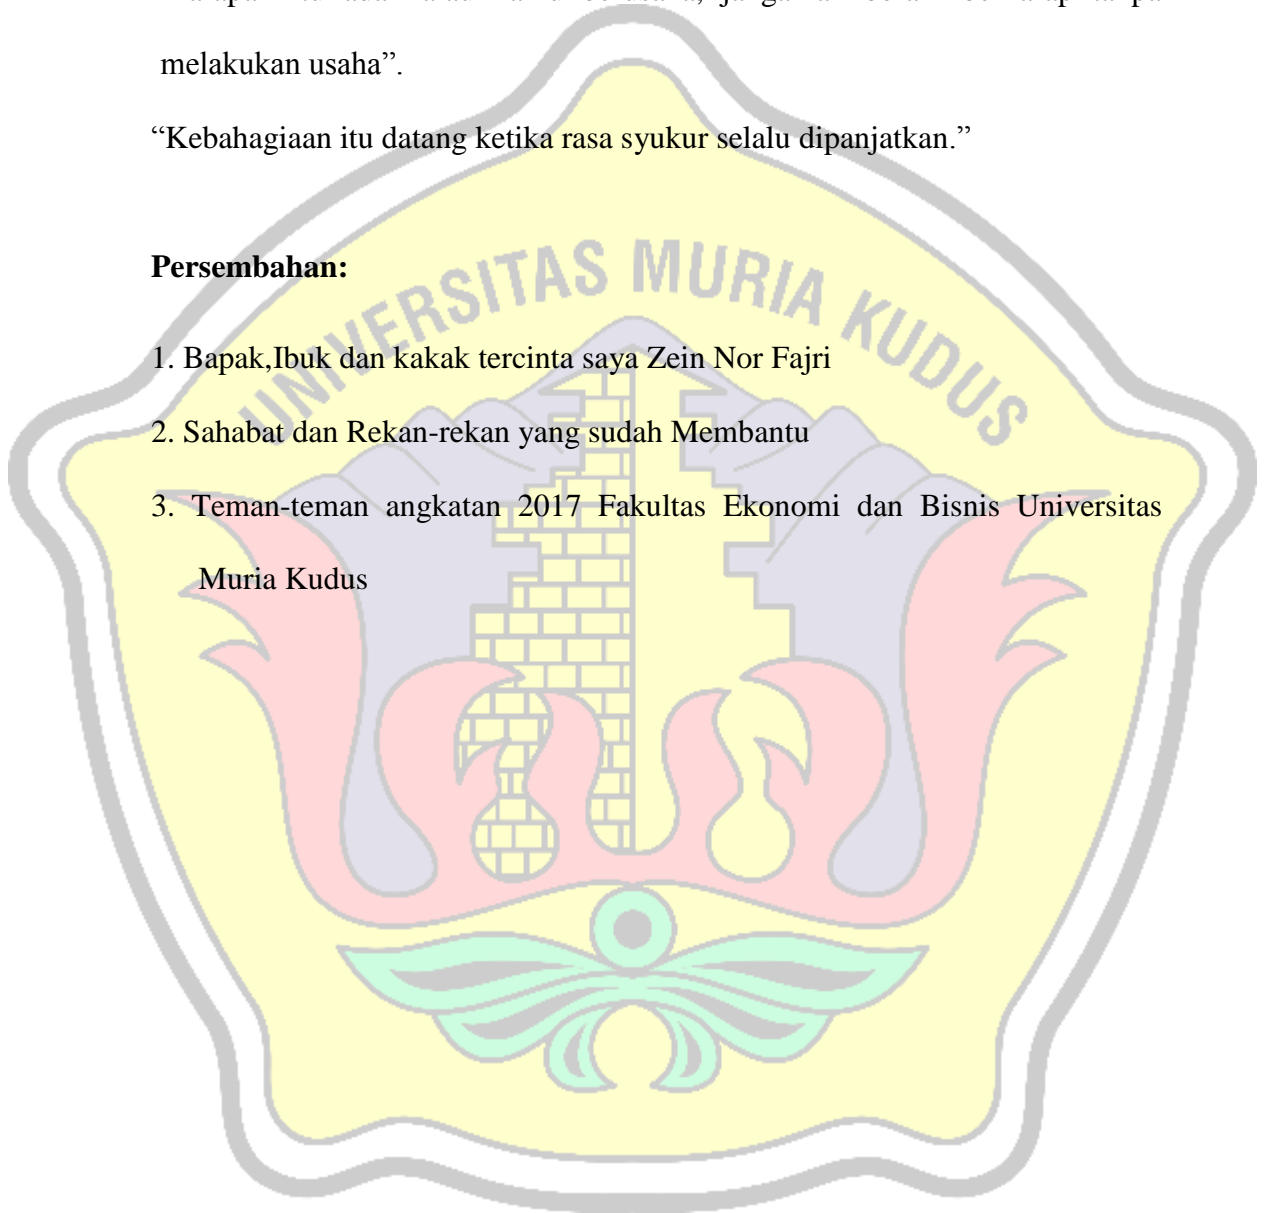 melakukan usaha”.
“Kebahagiaan itu datang ketika rasa syukur selalu dipanjatkan.”
Persembahan:
UNIVERSITAS MURIA KUDUS
1. Bapak,Ibuk dan kakak tercinta saya Zein Nor Fajri
2. Sahabat dan Rekan-rekan yang sudah Membantu
3. Teman-teman angkatan 2017 Fakultas Ekonomi dan Bisnis Universitas
Muria Kudus